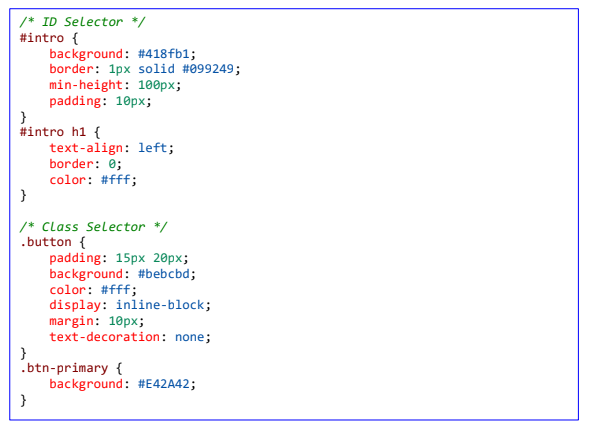 /* ID Selector */
#intro {
    background: #418fb1;
    border: 1px solid #099249;
    min-height: 100px;
    padding: 10px;
}
#intro h1 {
    text-align: left;
    border: 0;
    color: #fff;
}

/* Class Selector */
.button {
    padding: 15px 20px;
    background: #bebcbd;
    color: #fff;
    display: inline-block;
    margin: 10px;
    text-decoration: none;
}
.btn-primary {
    background: #E42A42;
}